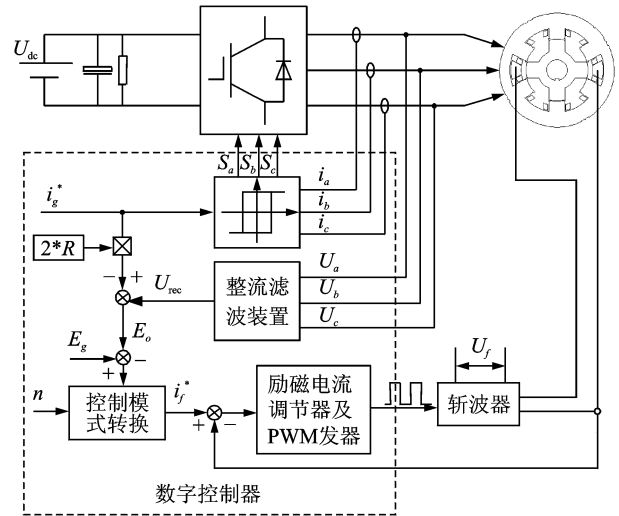 U_dc
S_a S_b S_c
i_g^*
i_a
i_b
i_c
2*R
− +
U_rec
整流滤
波装置
U_a
U_b
U_c
E_o
E_g
−
+
n
控制模
式转换
i_f^*
+ −
励磁电流
调节器及
PWM发器
U_f
斩波器
数字控制器